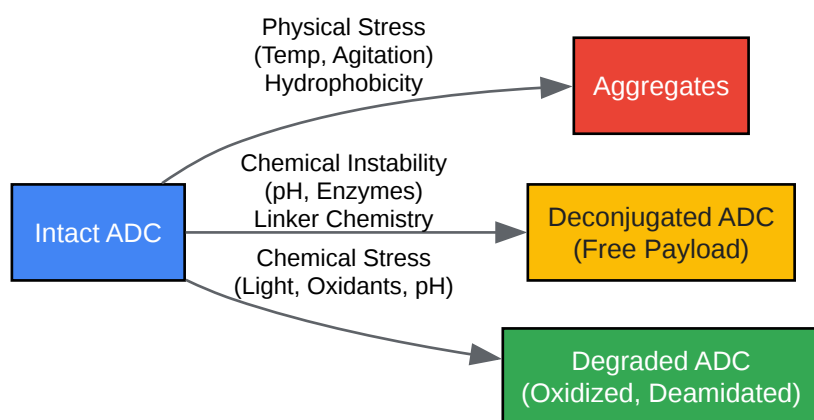 Physical Stress
(Temp, Agitation)
Hydrophobicity
Aggregates
Chemical Instability
(pH, Enzymes)
Linker Chemistry
Intact ADC
Deconjugated ADC
(Free Payload)
Chemical Stress
(Light, Oxidants, pH)
Degraded ADC
(Oxidized, Deamidated)